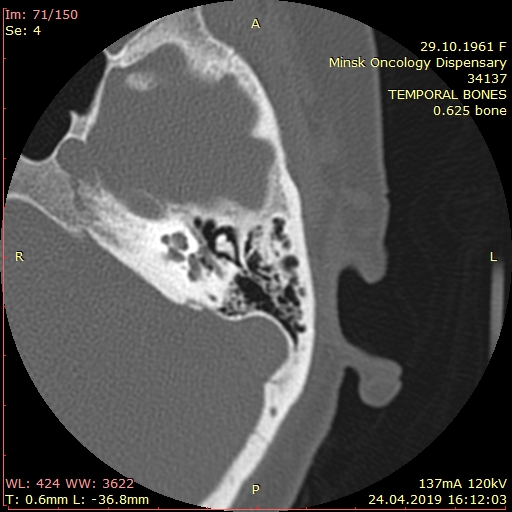 Im: 71/150
Se: 4
A
29.10.1961 F
Minsk Oncology Dispensary
34137
TEMPORAL BONES
0.625 bone
R
L
WL: 424 WW: 3622
T: 0.6mm L: -36.8mm
P
137mA 120kV
24.04.2019 16:12:03